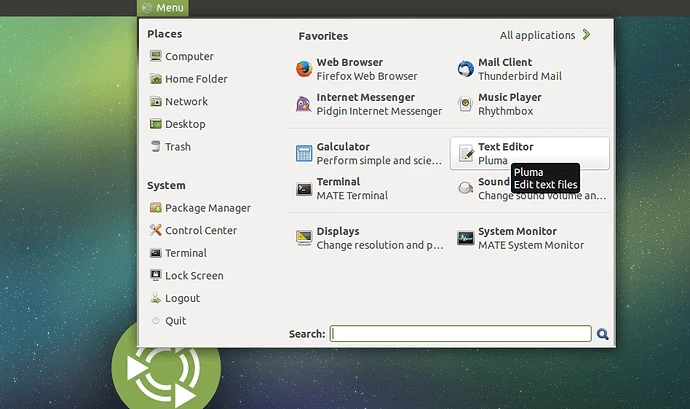 Menu
Places
Computer
Home Folder
Network
Desktop
Trash
System
Package Manager
Control Center
Terminal
Lock Screen
Logout
Quit
Favorites
All applications
Web Browser
Firefox Web Browser
Mail Client
Thunderbird Mail
Internet Messenger
Pidgin Internet Messenger
Music Player
Rhythmbox
Galculator
Perform simple and scie...
Text Editor
Pluma
Pluma
Edit text files
Terminal
MATE Terminal
Sound
Change sound volume an...
Displays
Change resolution and p...
System Monitor
MATE System Monitor
Search: